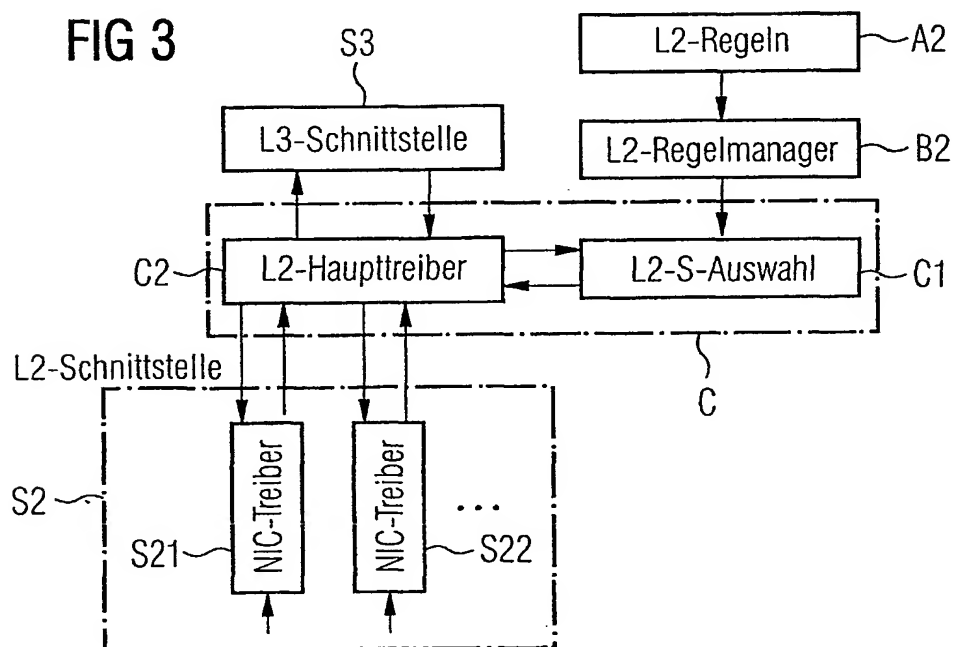 FIG 3
S3
L2-Regeln
A2
L3-Schnittstelle
L2-Regelmanager
B2
C2
L2-Haupttreiber
L2-S-Auswahl
C1
L2-Schnittstelle
C
S2
NIC-Treiber
NIC-Treiber
...
S21
S22